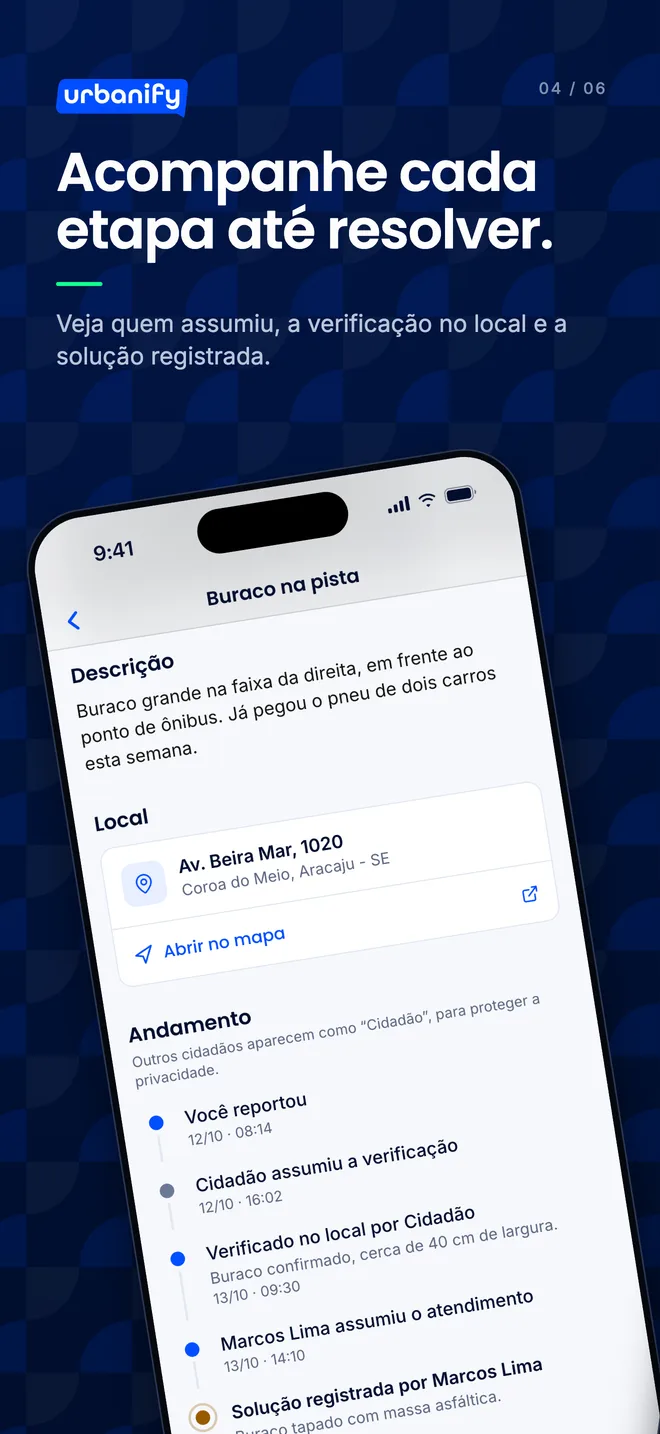 urbanify
04 / 06
Acompanhe cada
etapa até resolver.
Veja quem assumiu, a verificação no local e a
solução registrada.
9:41
Buraco na pista
Descrição
Buraco grande na faixa da direita, em frente ao
ponto de ônibus. Já pegou o pneu de dois carros
esta semana.
Local
Av. Beira Mar, 1020
Coroa do Meio, Aracaju - SE
Abrir no mapa
Andamento
Outros cidadãos aparecem como “Cidadão”, para proteger a
privacidade.
Você reportou
12/10 · 08:14
Cidadão assumiu a verificação
12/10 · 16:02
Verificado no local por Cidadão
Buraco confirmado, cerca de 40 cm de largura.
13/10 · 09:30
Marcos Lima assumiu o atendimento
13/10 · 14:10
Solução registrada por Marcos Lima
Buraco tapado com massa asfáltica.